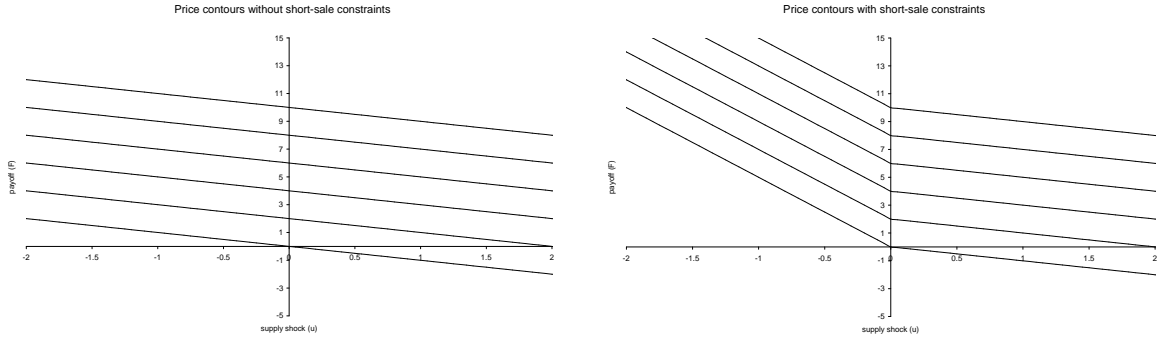 Price contours without short-sale constraints
15
13
11
9
7
5
3
1
-1
-3
-5
-2 -1.5 -1 -0.5 0 0.5 1 1.5 2
payoff (F)
supply shock (u)
Price contours with short-sale constraints
15
13
11
9
7
5
3
1
-1
-3
-5
-2 -1.5 -1 -0.5 0 0.5 1 1.5 2
payoff (F)
supply shock (u)